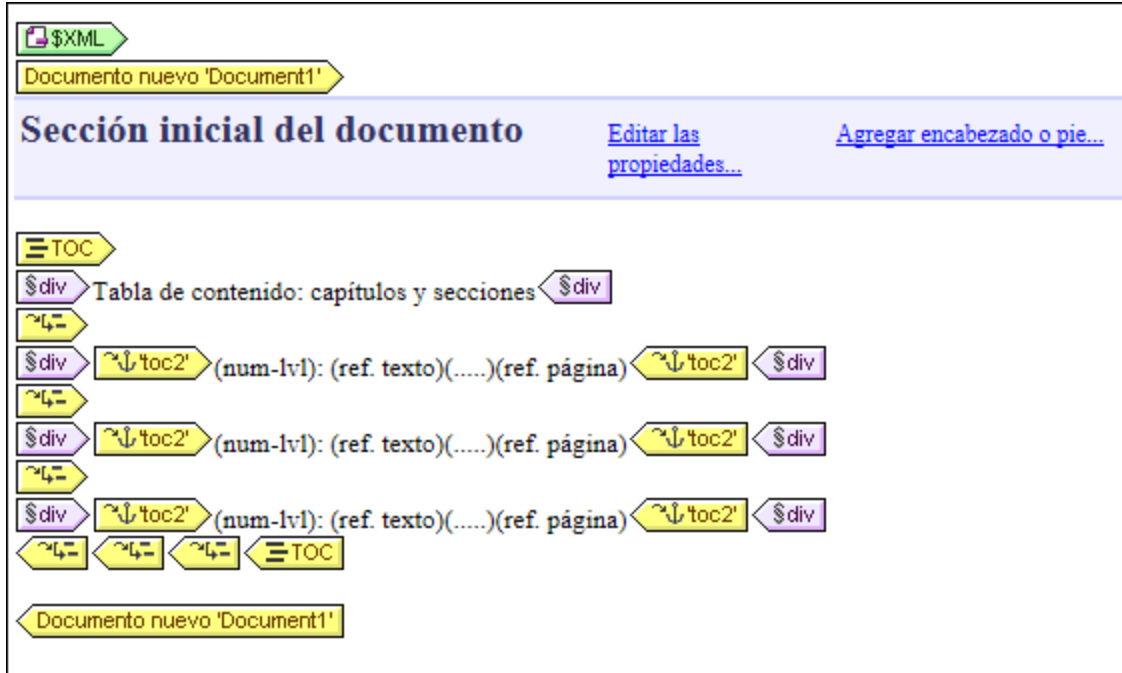 $XML
Documento nuevo 'Document1'
Sección inicial del documento Editar las propiedades... Agregar encabezado o pie...
TOC
§div Tabla de contenido: capítulos y secciones §div
§div 'toc2' (num-lvl): (ref. texto)(.....)(ref. página) 'toc2' §div
§div 'toc2' (num-lvl): (ref. texto)(.....)(ref. página) 'toc2' §div
§div 'toc2' (num-lvl): (ref. texto)(.....)(ref. página) 'toc2' §div
TOC
Documento nuevo 'Document1'